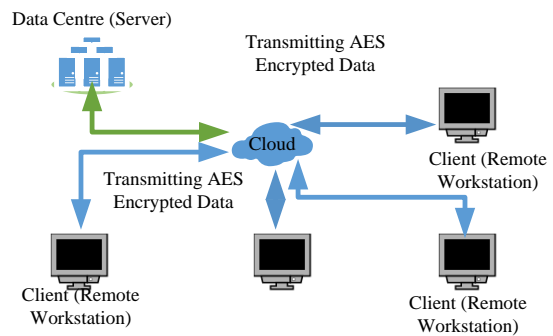 Data Centre (Server)
Transmitting AES
Encrypted Data
Cloud
Client (Remote
Workstation)
Transmitting AES
Encrypted Data
Client (Remote
Workstation)
Client (Remote
Workstation)